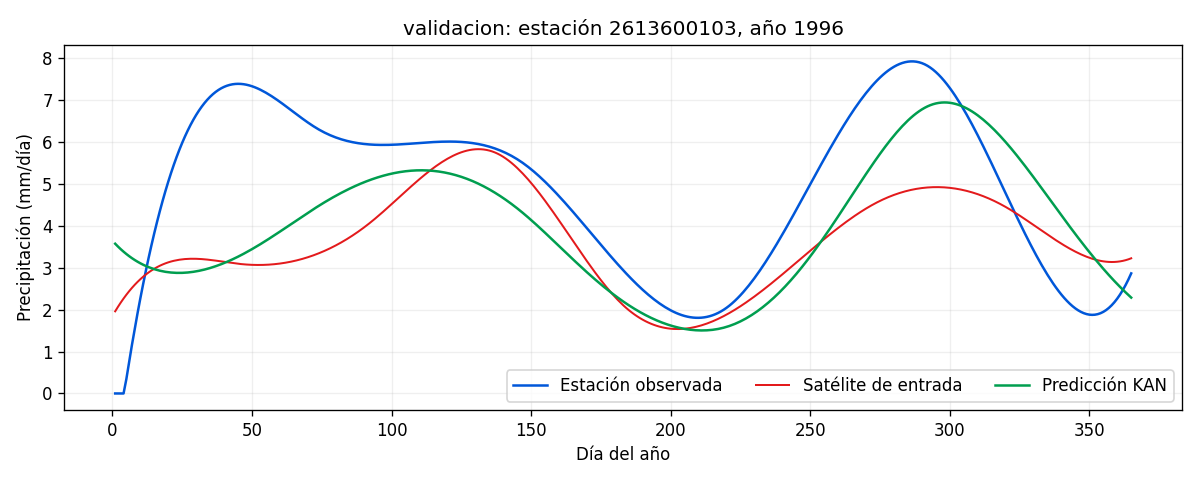 validacion: estación 2613600103, año 1996
Precipitación (mm/día)
8
7
6
5
4
3
2
1
0
Estación observada
Satélite de entrada
Predicción KAN
0 50 100 150 200 250 300 350
Día del año